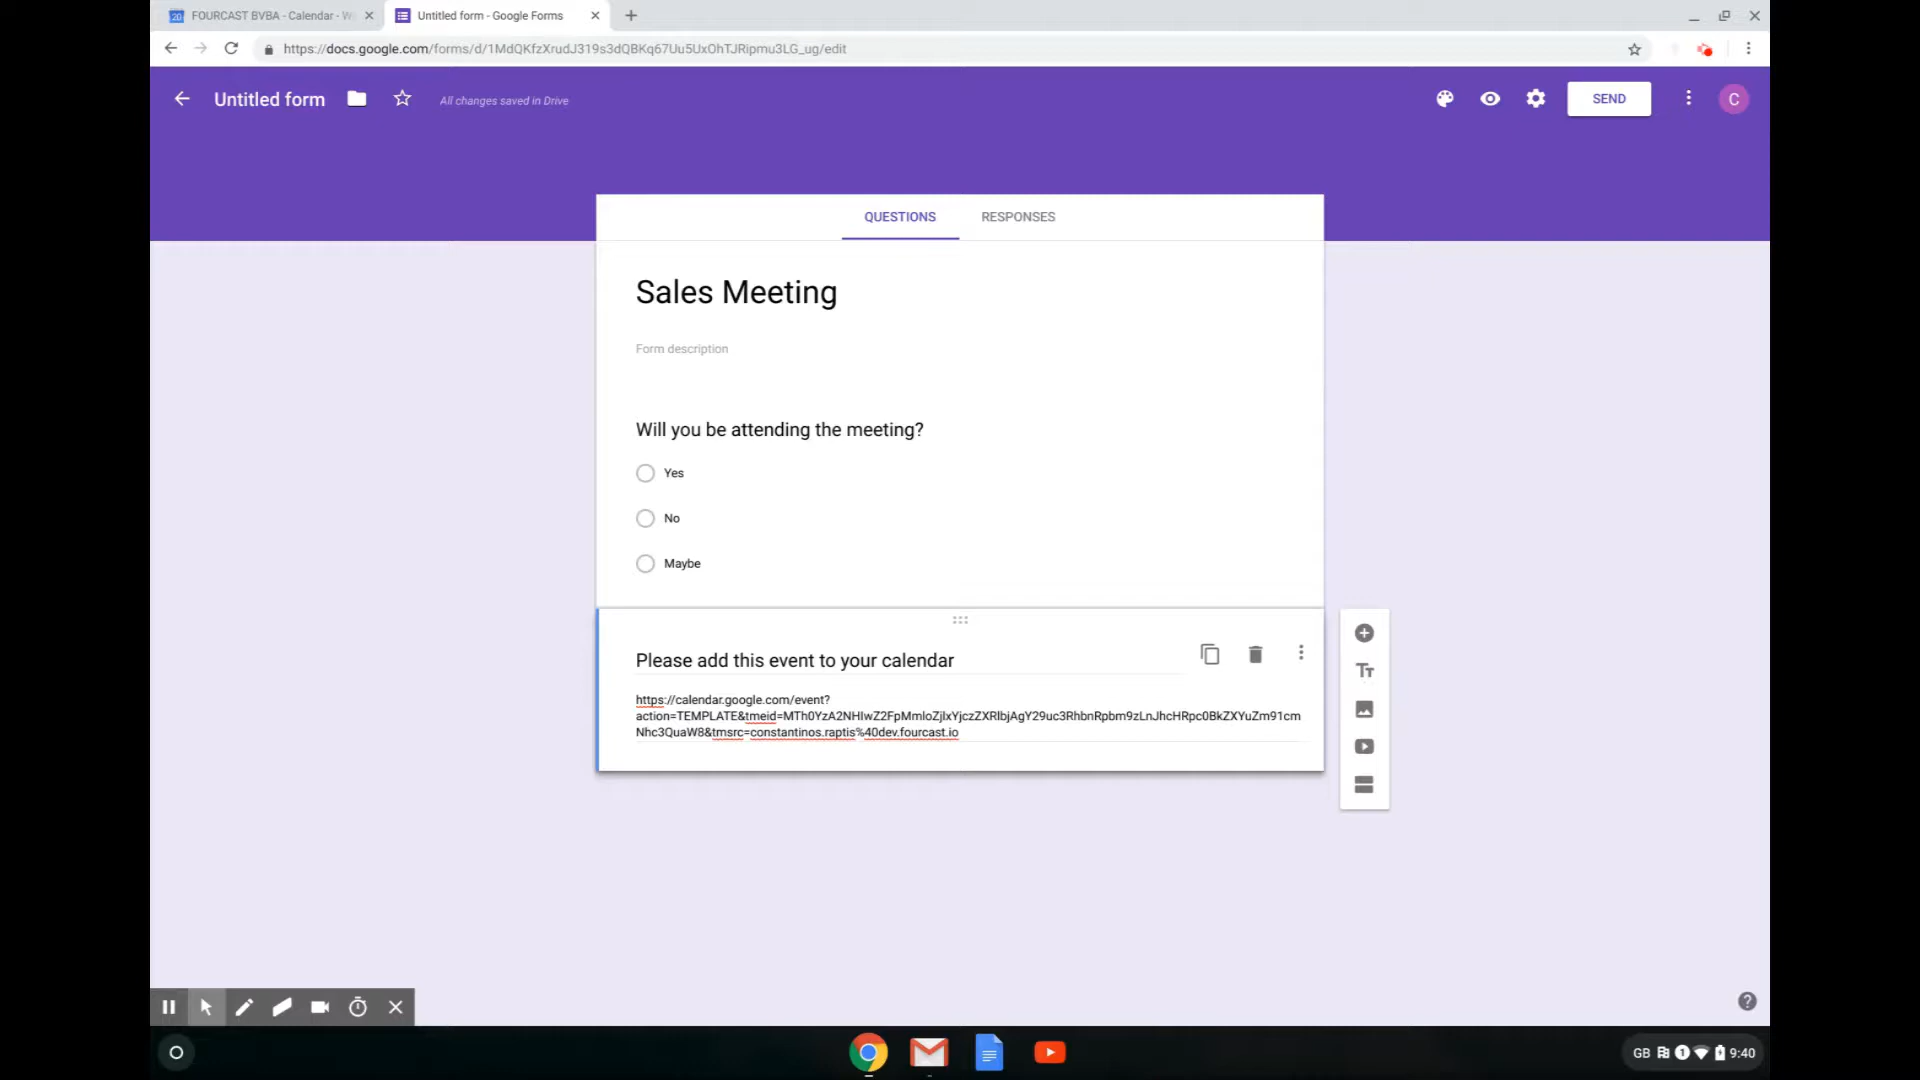 FOURCAST BVBA - Calendar - W
Untitled form - Google Forms
https://docs.google.com/forms/d/1MdQKfzXrudJ319s3dQBKq67Uu5UxOhTJRipmu3LG_ug/edit
Untitled form
All changes saved in Drive
SEND
C
QUESTIONS
RESPONSES
Sales Meeting
Form description
Will you be attending the meeting?
Yes
No
Maybe
Please add this event to your calendar
https://calendar.google.com/event?
action=TEMPLATE&tmeid=MTh0YzA2NHIwZ2FpMmloZjlxYjczZXRlbjAgY29uc3RhbnRpbm9zLnJhcHRpc0BkZXYuZm91cm
Nhc3QuaW8&tmsrc=constantinos.raptis%40dev.fourcast.io
Tт
GB 1 9:40